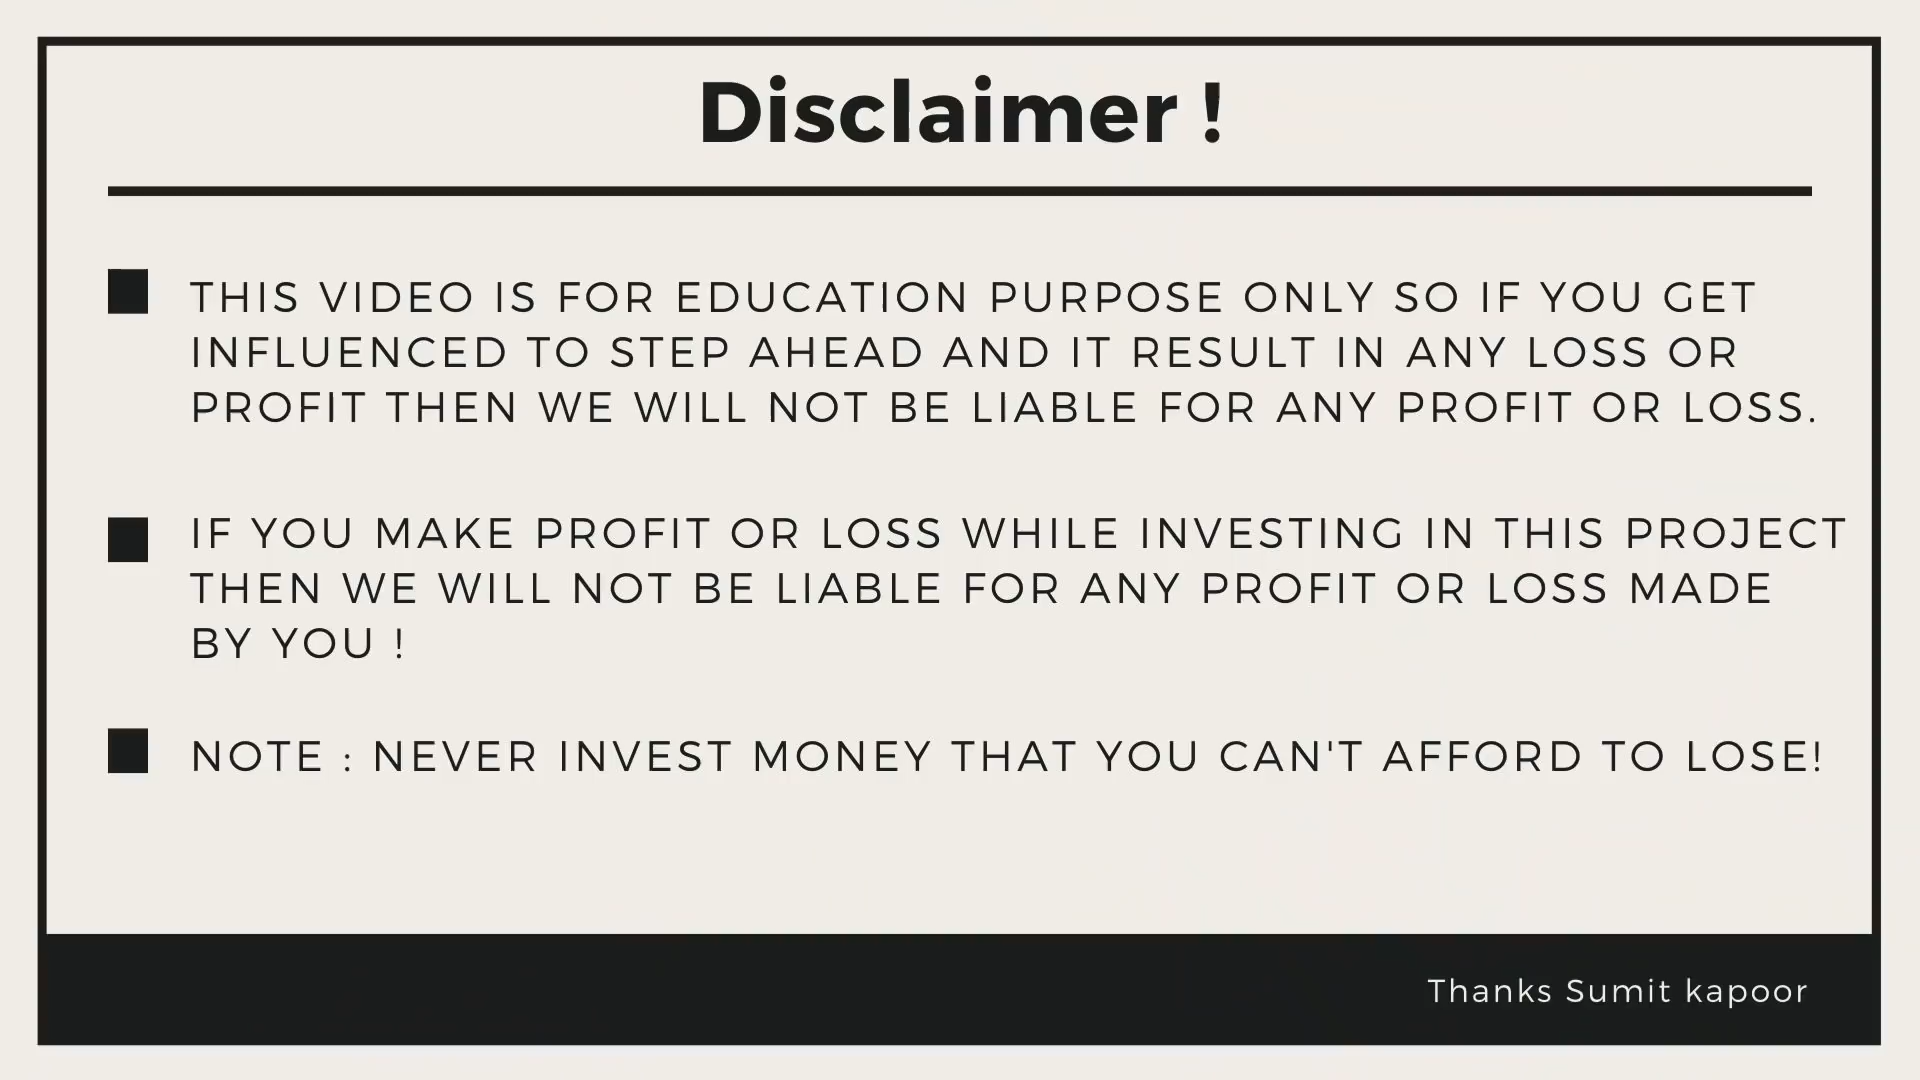 Disclaimer !
THIS VIDEO IS FOR EDUCATION PURPOSE ONLY SO IF YOU GET
INFLUENCED TO STEP AHEAD AND IT RESULT IN ANY LOSS OR
PROFIT THEN WE WILL NOT BE LIABLE FOR ANY PROFIT OR LOSS.
IF YOU MAKE PROFIT OR LOSS WHILE INVESTING IN THIS PROJECT
THEN WE WILL NOT BE LIABLE FOR ANY PROFIT OR LOSS MADE
BY YOU !
NOTE : NEVER INVEST MONEY THAT YOU CAN'T AFFORD TO LOSE!
Thanks Sumit kapoor